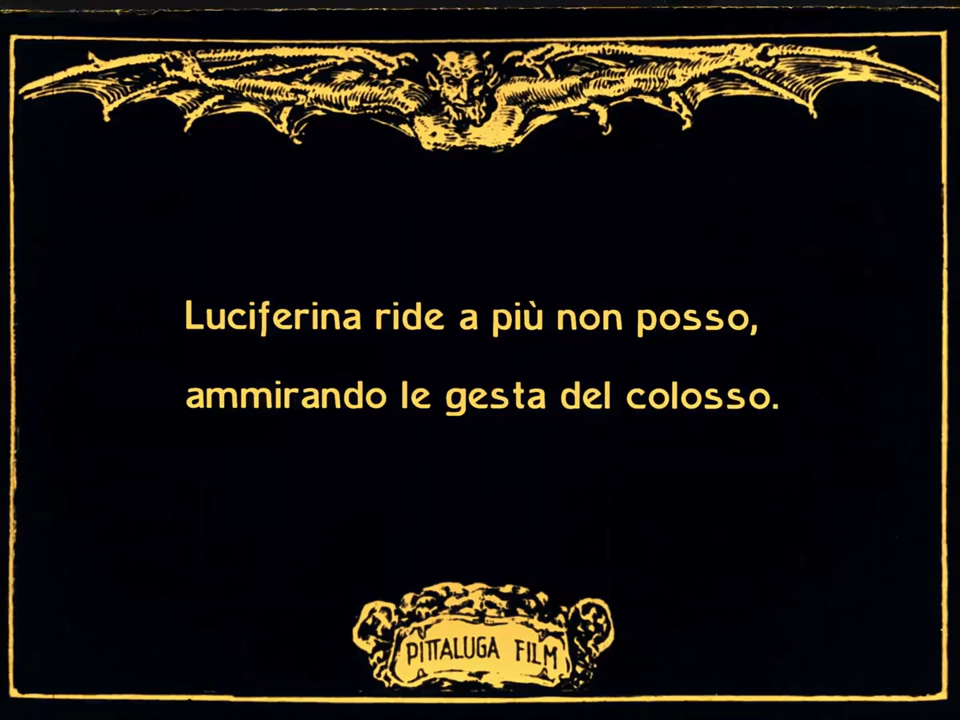 Luciferina ride a più non posso,
ammirando le gesta del colosso.
PITTALUGA FILM